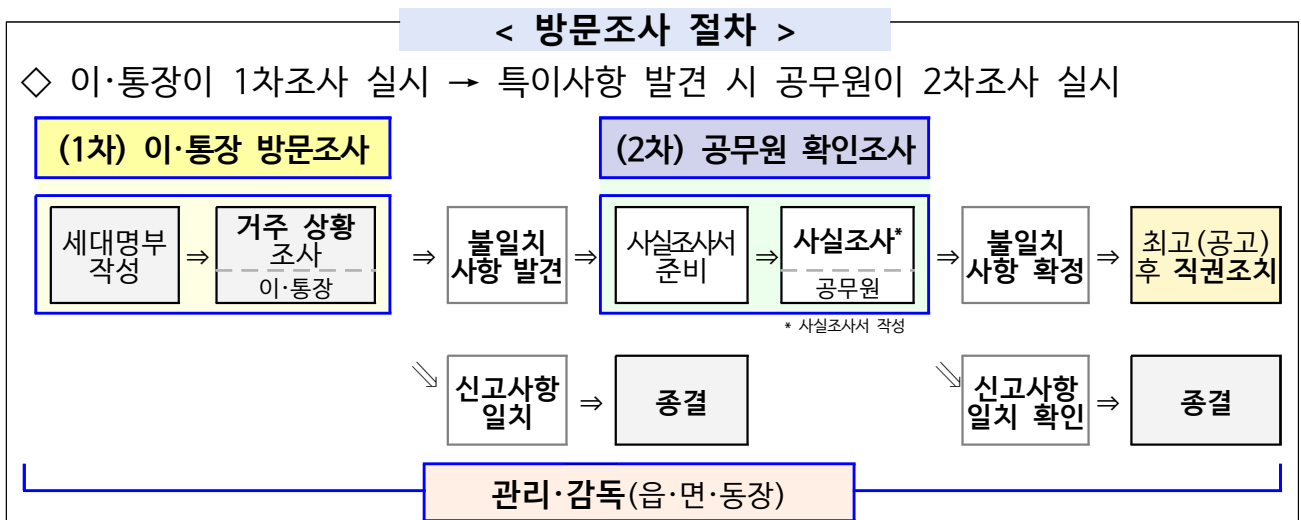 < 방문조사 절차 >
◇ 이·통장이 1차조사 실시 → 특이사항 발견 시 공무원이 2차조사 실시
(1차) 이·통장 방문조사
(2차) 공무원 확인조사
세대명부
작성
⇒
거주 상황
조사
이·통장
⇒
불일치
사항 발견
⇒
사실조사서
준비
⇒
사실조사*
공무원
⇒
불일치
사항 확정
⇒
최고(공고)
후 직권조치
* 사실조사서 작성
⇘
신고사항
일치
⇒
종결
⇘
신고사항
일치 확인
⇒
종결
관리·감독(읍·면·동장)